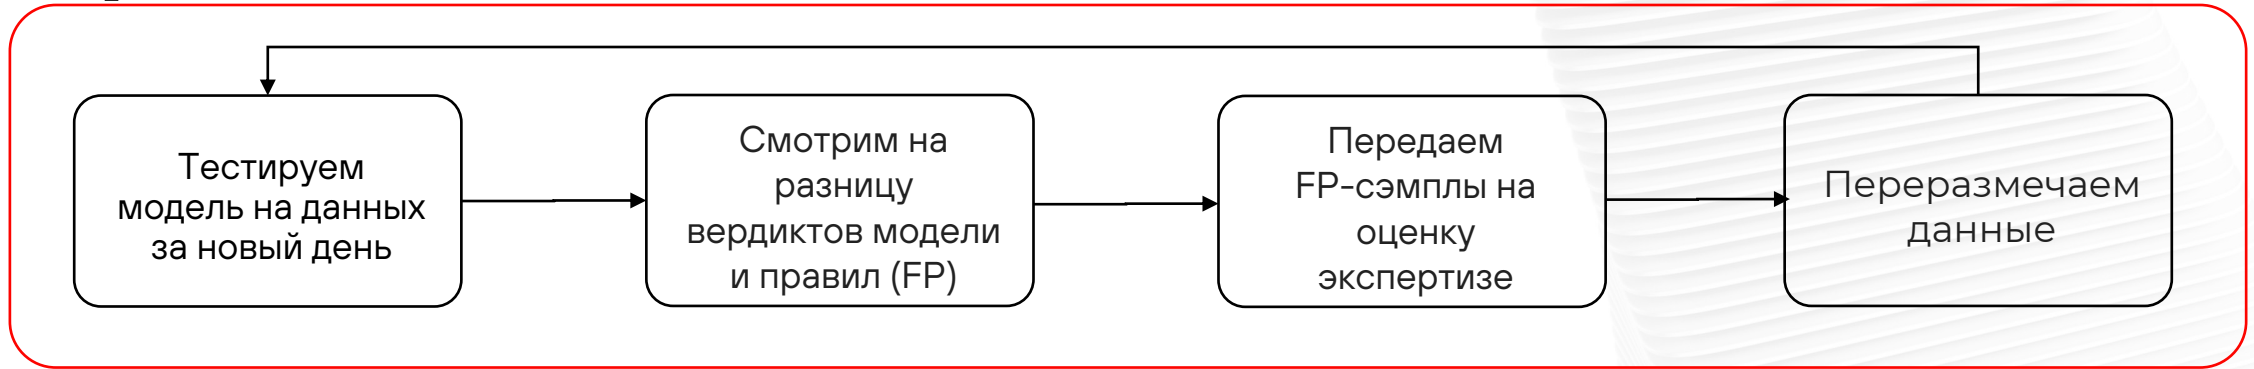 Тестируем
модель на данных
за новый день
Смотрим на
разницу
вердиктов модели
и правил (FP)
Передаем
FP-сэмплы на
оценку
экспертизе
Переразмечаем
данные